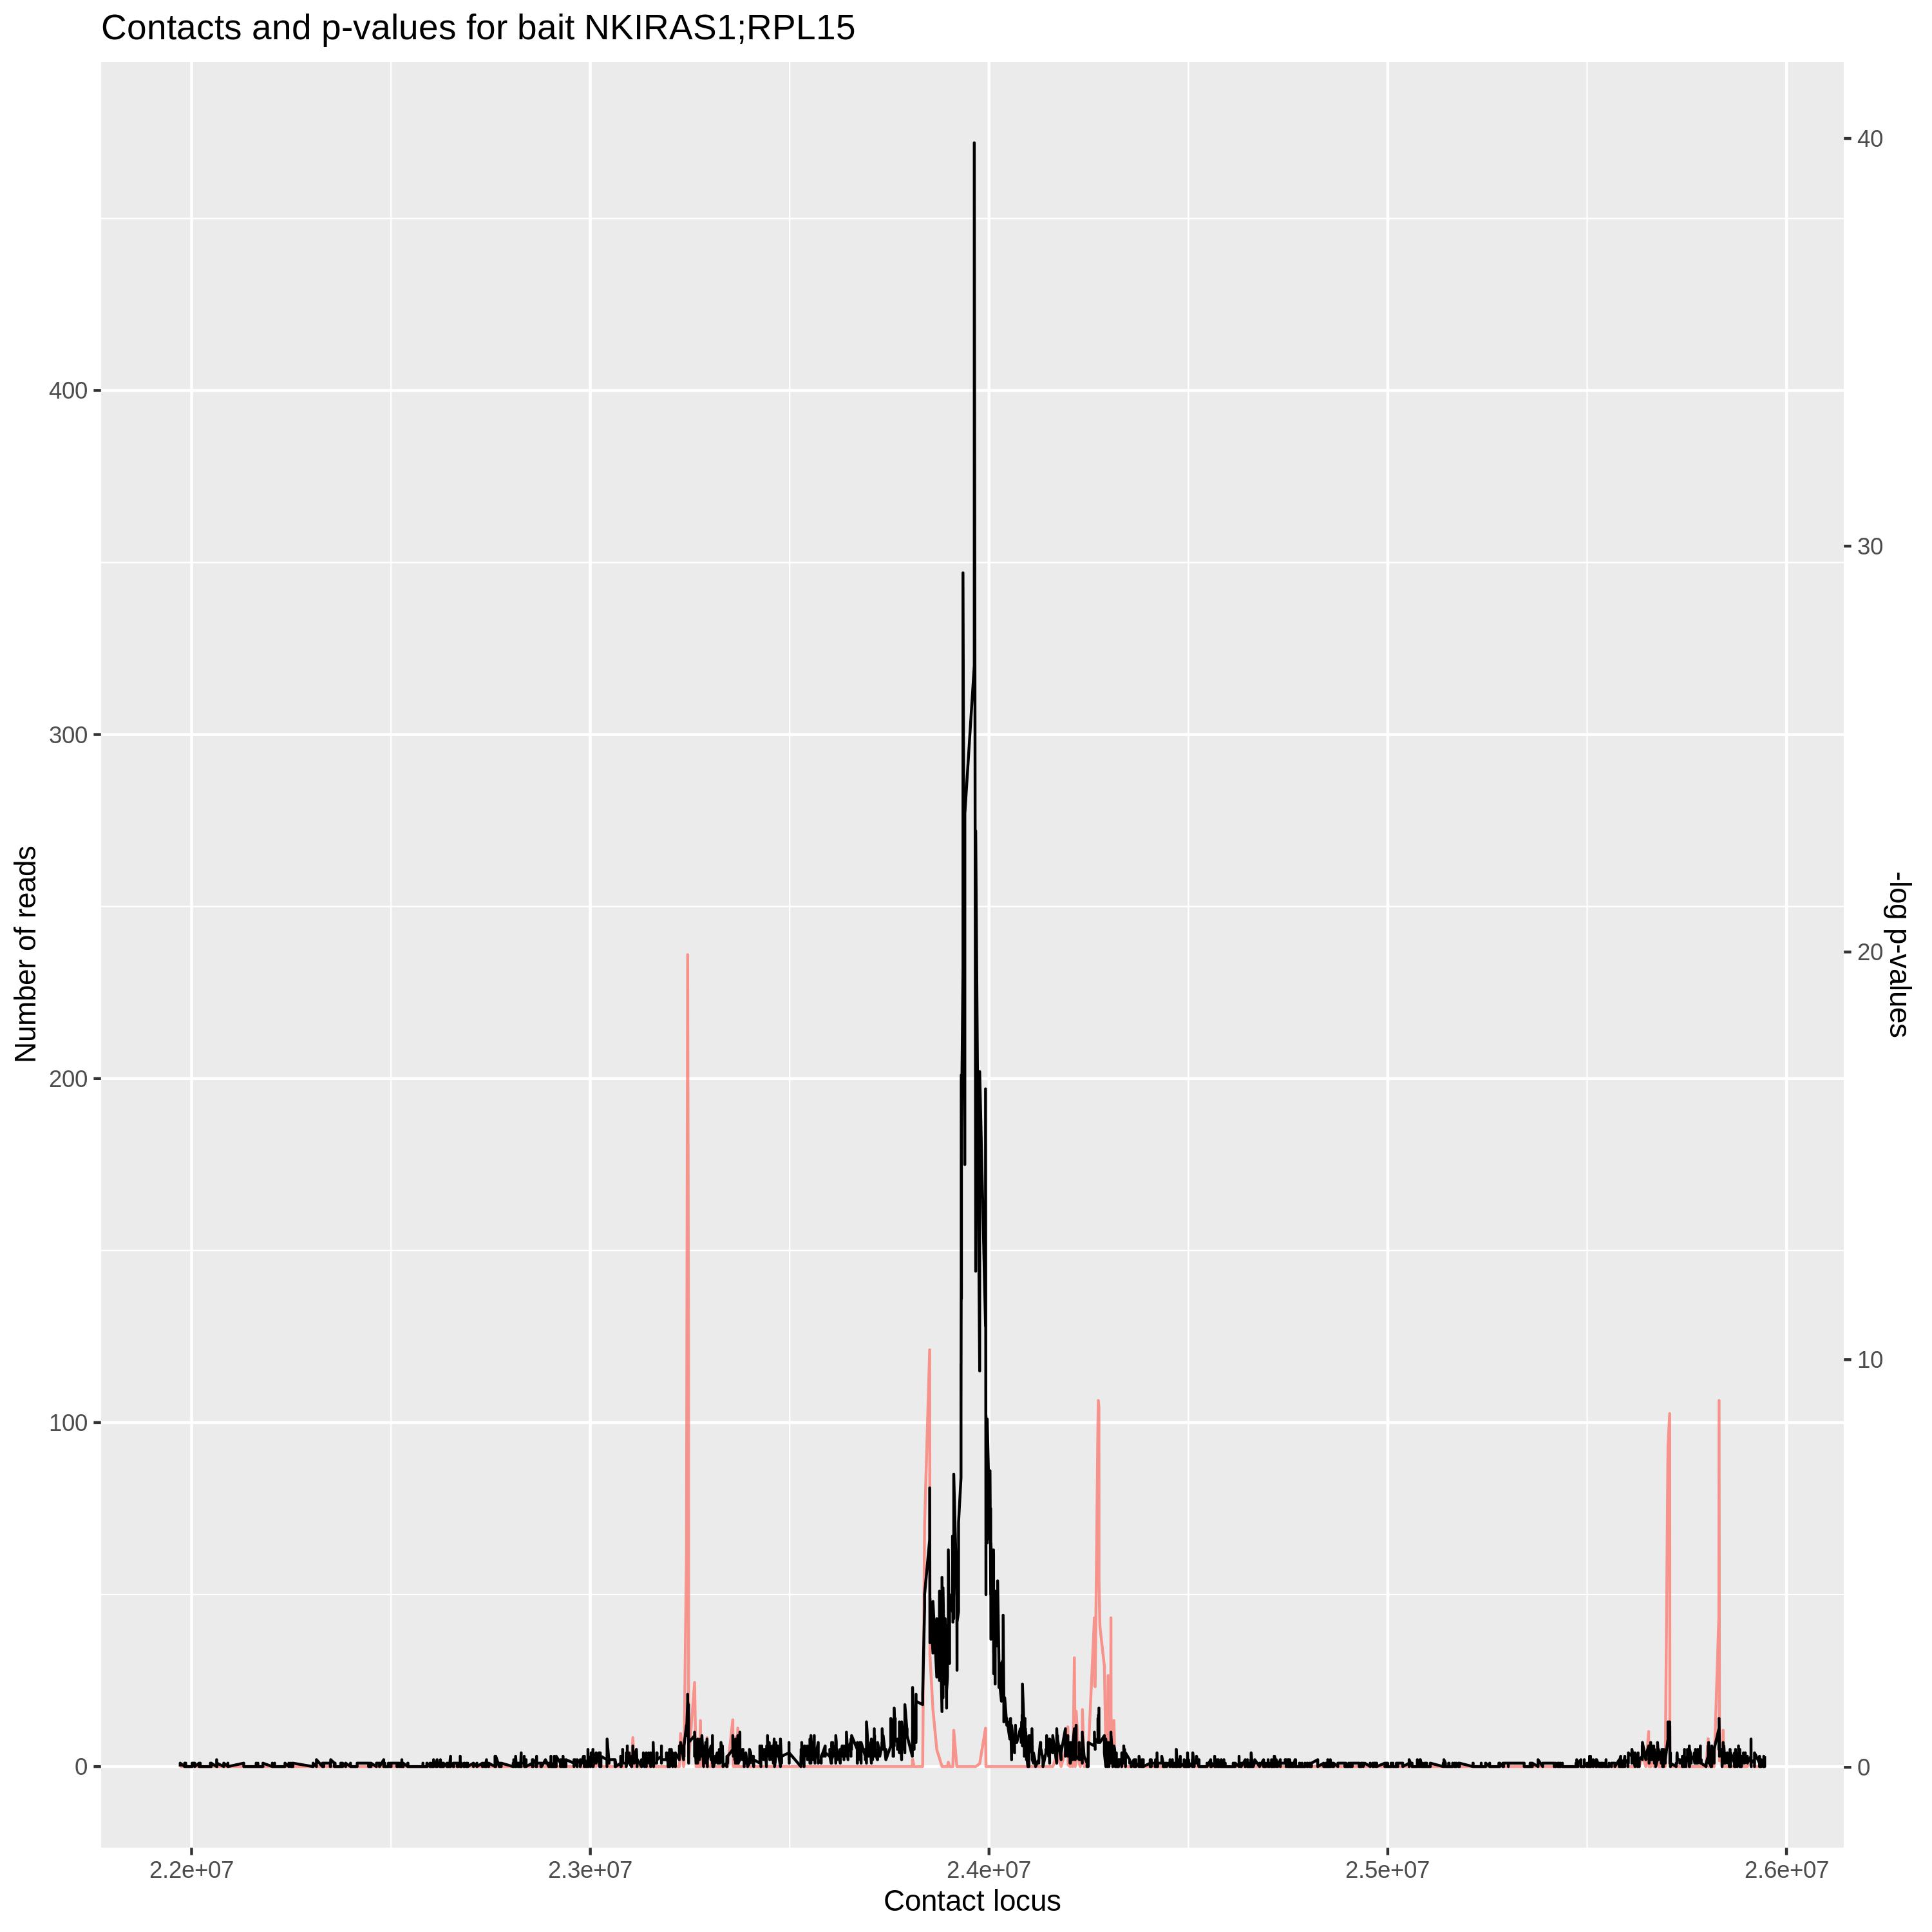 Contacts and p-values for bait NKIRAS1;RPL15
Number of reads
400
300
200
100
0
40
30
20
10
0
-log p-values
2.2e+07 2.3e+07 2.4e+07 2.5e+07 2.6e+07
Contact locus